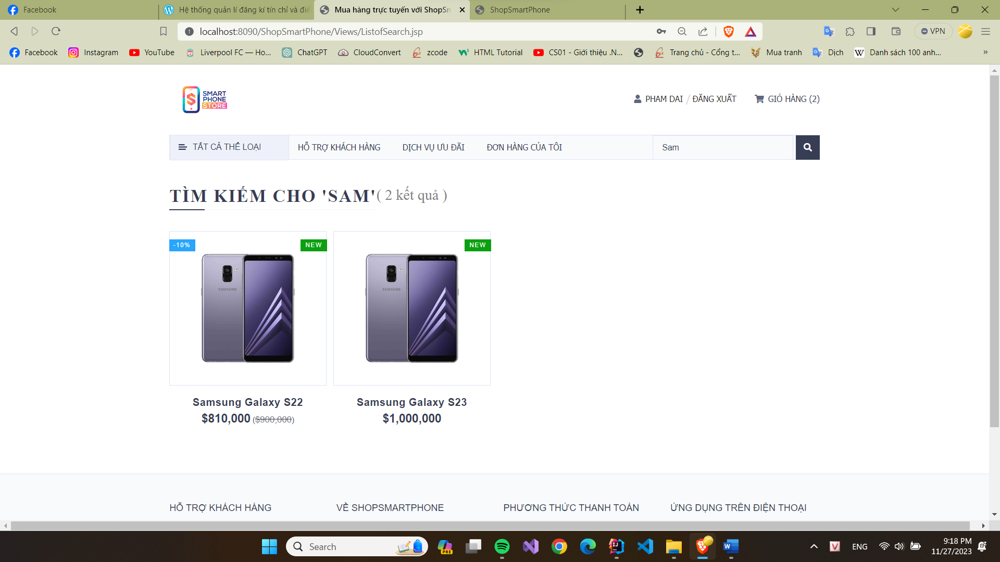 Facebook
Hệ thống quản lí đăng kí tín chỉ và điể
Mua hàng trực tuyến với ShopSm
ShopSmartPhone
localhost:8090/ShopSmartPhone/Views/ListofSearch.jsp
VPN
Facebook
Instagram
YouTube
Liverpool FC — Ho...
ChatGPT
CloudConvert
zcode
HTML Tutorial
CS01 - Giới thiệu .N...
Trang chủ - Cổng t...
Mua tranh
Dịch
Danh sách 100 anh...
»
SMART
PHONE
STORE
PHAM DAI / ĐĂNG XUẤT
GIỎ HÀNG (2)
TẤT CẢ THỂ LOẠI
HỖ TRỢ KHÁCH HÀNG
DỊCH VỤ ƯU ĐÃI
ĐƠN HÀNG CỦA TÔI
Sam
TÌM KIẾM CHO 'SAM'( 2 kết quả )
-10%
NEW
NEW
SAMSUNG
SAMSUNG
Samsung Galaxy S22
$810,000 ($900,000)
Samsung Galaxy S23
$1,000,000
HỖ TRỢ KHÁCH HÀNG
VỀ SHOPSMARTPHONE
PHƯƠNG THỨC THANH TOÁN
ỨNG DỤNG TRÊN ĐIỆN THOẠI
Search
PRE
ENG
9:18 PM
11/27/2023